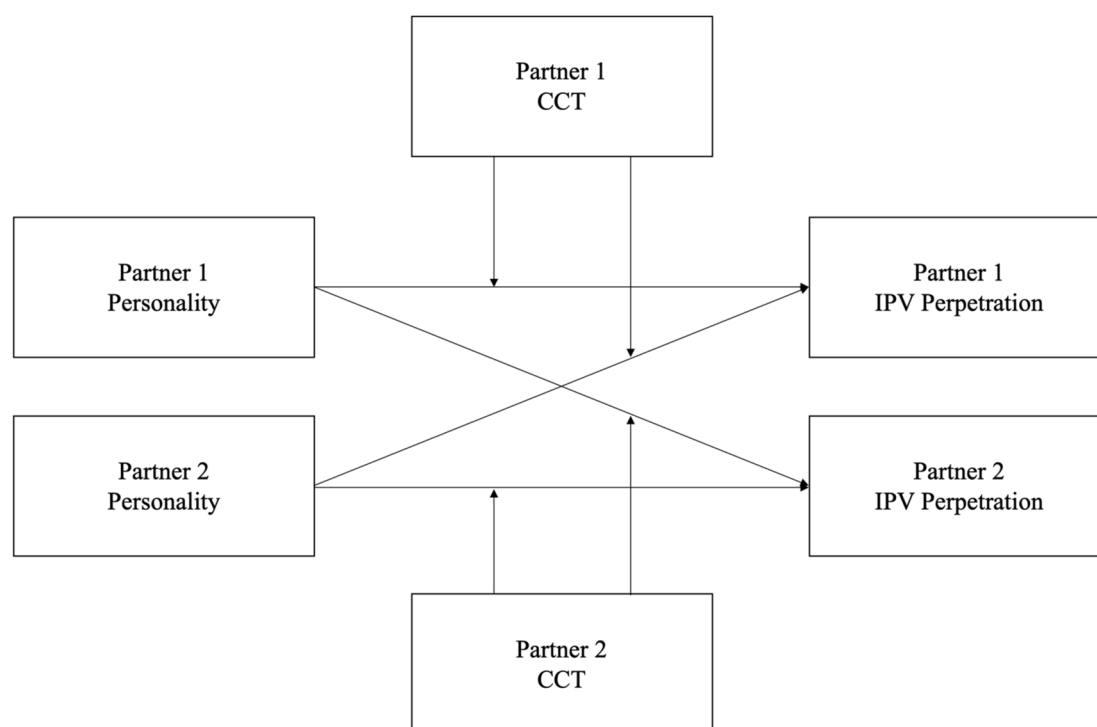 Partner 1
CCT
Partner 1
Personality
Partner 1
IPV Perpetration
Partner 2
Personality
Partner 2
IPV Perpetration
Partner 2
CCT